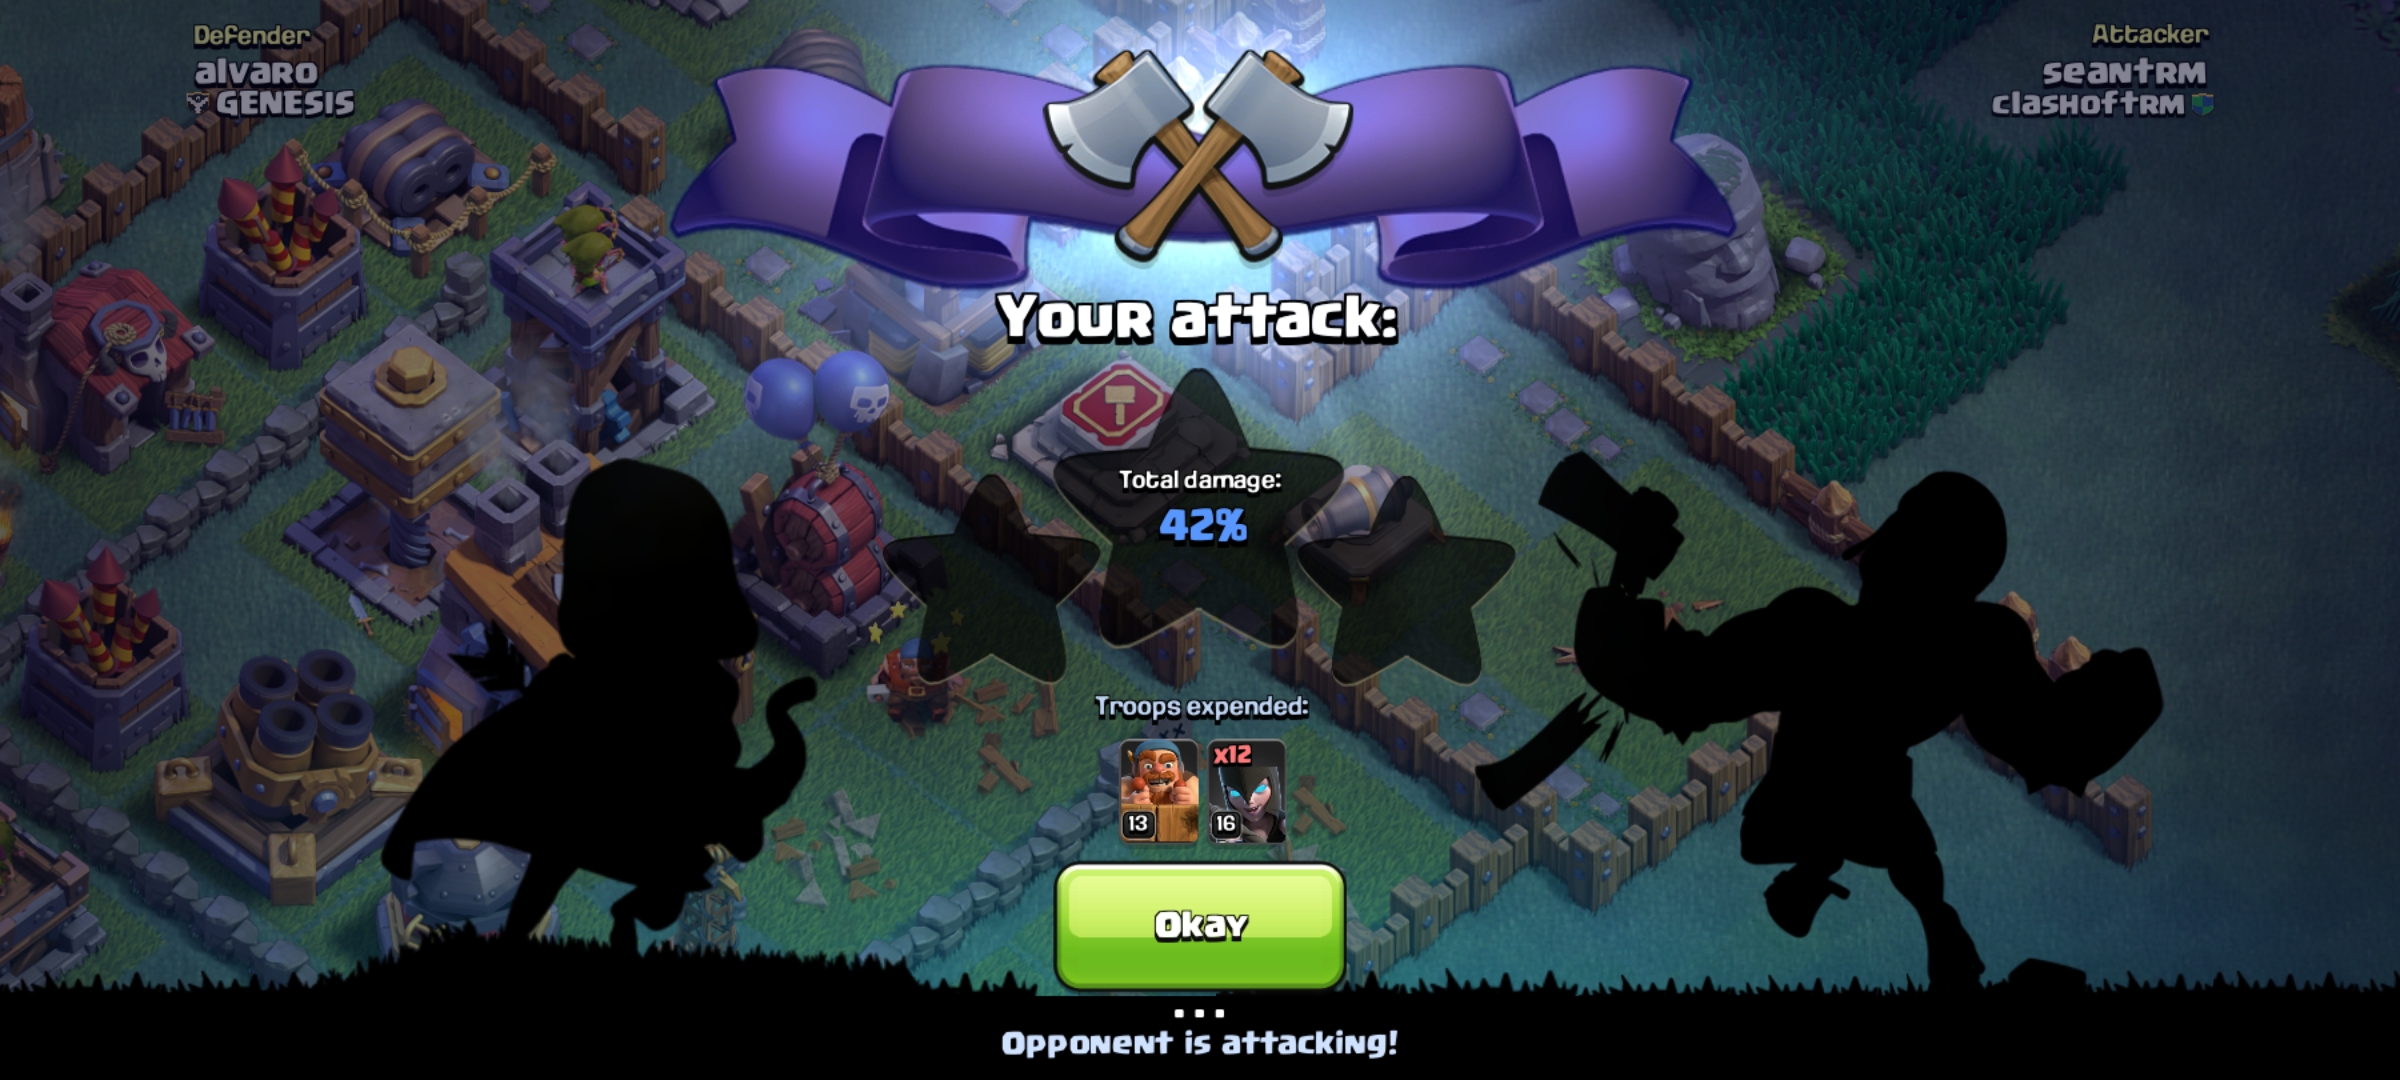 Defender
alvaro
GENESIS
Attacker
seantRM
clashoftRM
Your attack:
Total damage:
42%
Troops expended:
x12
13
16
Okay
...
Opponent is attacking!